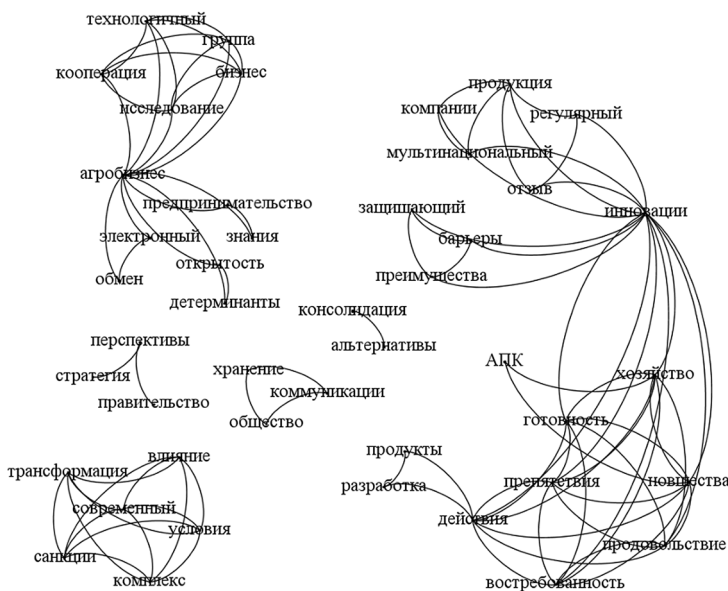 технологичный
группа
кооперация
бизнес
исследование
агробизнес
предпринимательство
электронный
знания
открытость
обмен
детерминанты
продукция
компании
регулярный
мультинациональный
отзыв
защищающий
инновации
барьеры
преимущества
консолидация
альтернативы
перспективы
стратегия
правительство
хранение
коммуникации
общество
АПК
хозяйство
готовность
продукты
разработка
препятствия
новшества
действия
продовольствие
востребованность
влияние
трансформация
современный
условия
санкции
комплекс